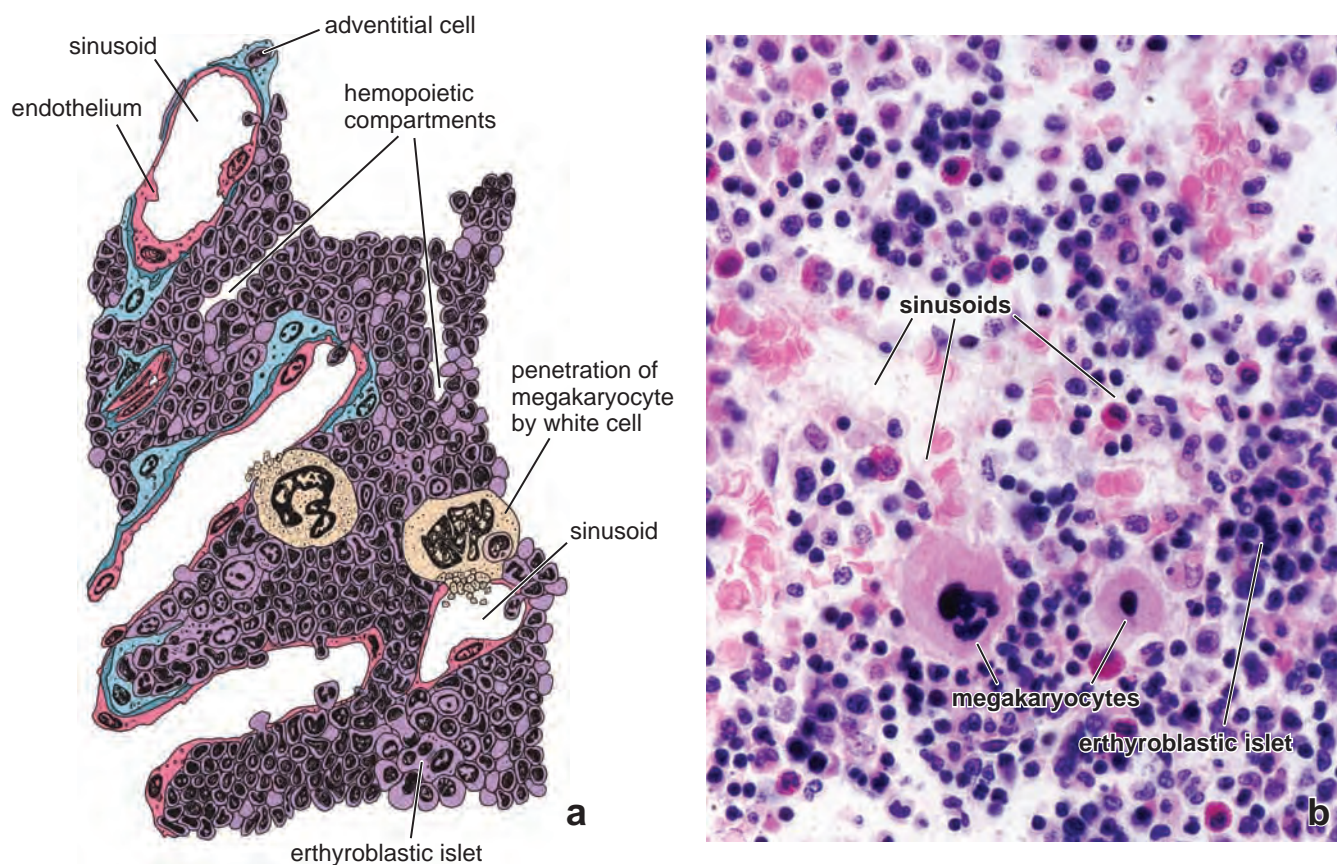 adventitial cell
sinusoid
endothelium
hemopoietic
compartments
penetration of
megakaryocyte
by white cell
sinusoid
erthyroblastic islet
a
sinusoids
megakaryocytes
erthyroblastic islet
b